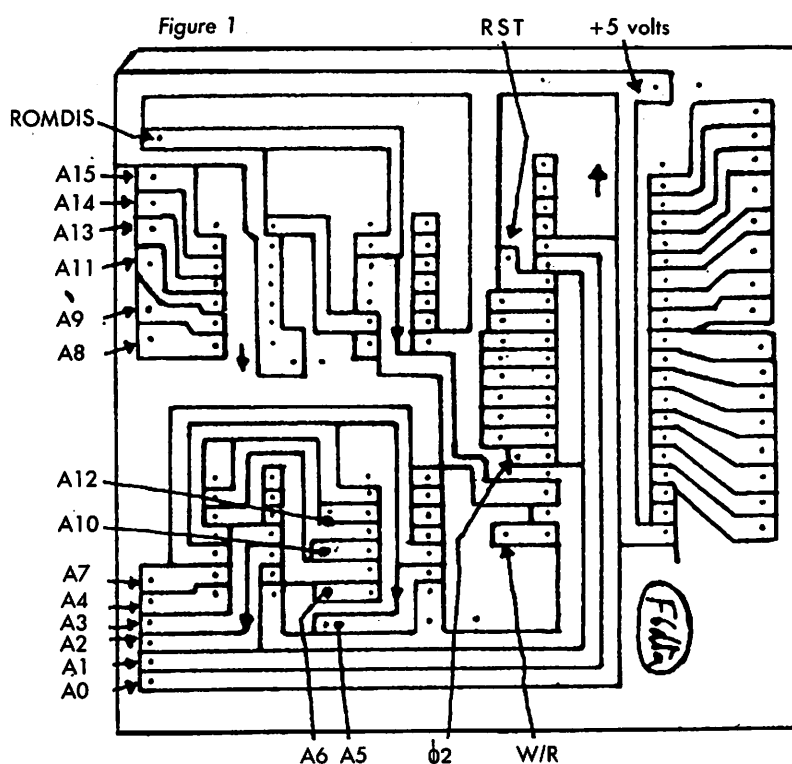 Figure 1
RST
+5 volts
ROMDIS
A15
A14
A13
A11
A9
A8
A12
A10
A7
A4
A3
A2
A1
A0
A6 A5 ϕ2 W/R